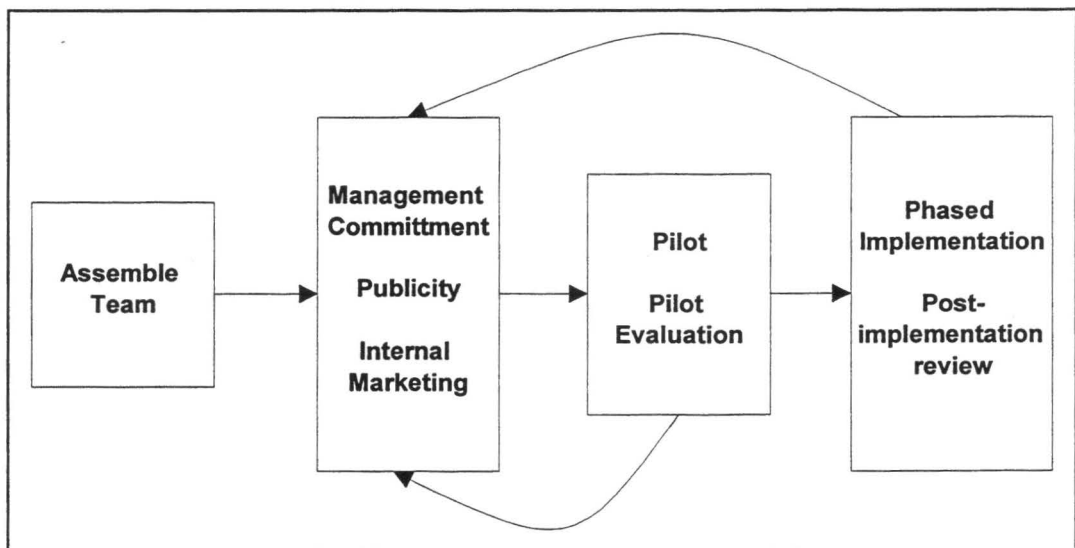 Assemble
Team
Management
Committment
Publicity
Internal
Marketing
Pilot
Pilot
Evaluation
Phased
Implementation
Post-
implementation
review